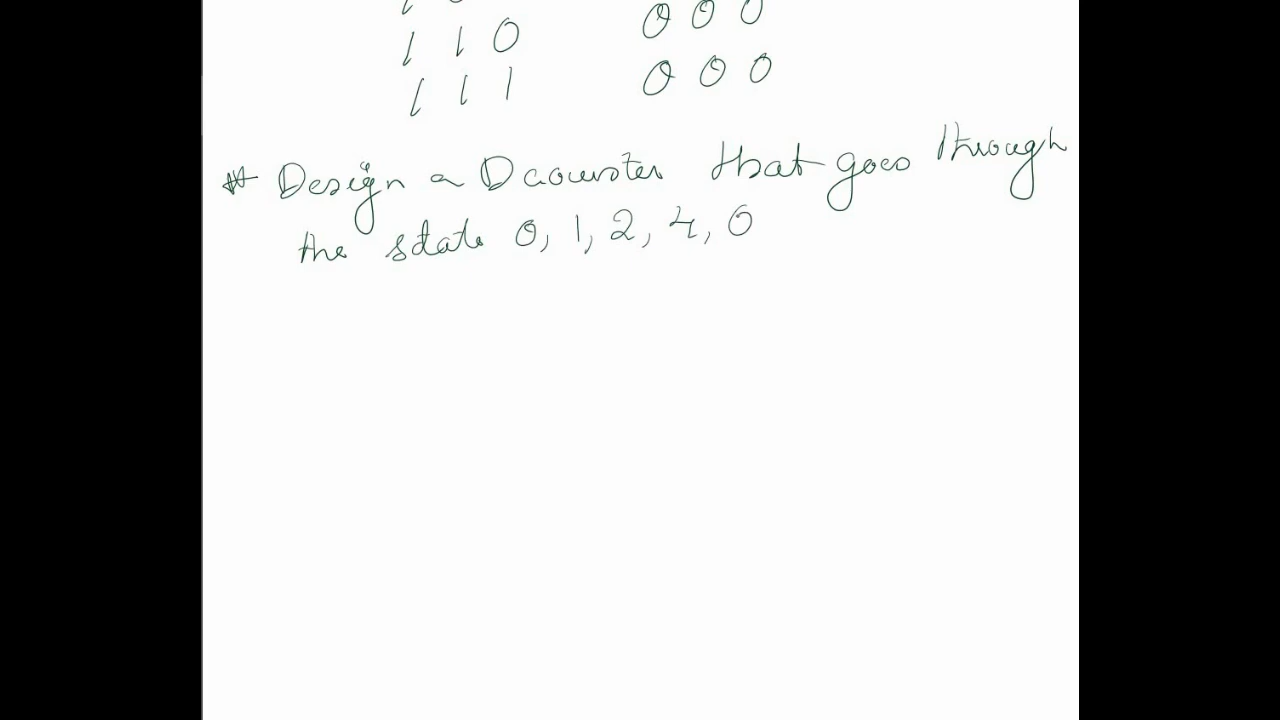 1 1 0 0 0 0
1 1 1 0 0 0
* Design a D counter that goes through
the state 0, 1, 2, 4, 0